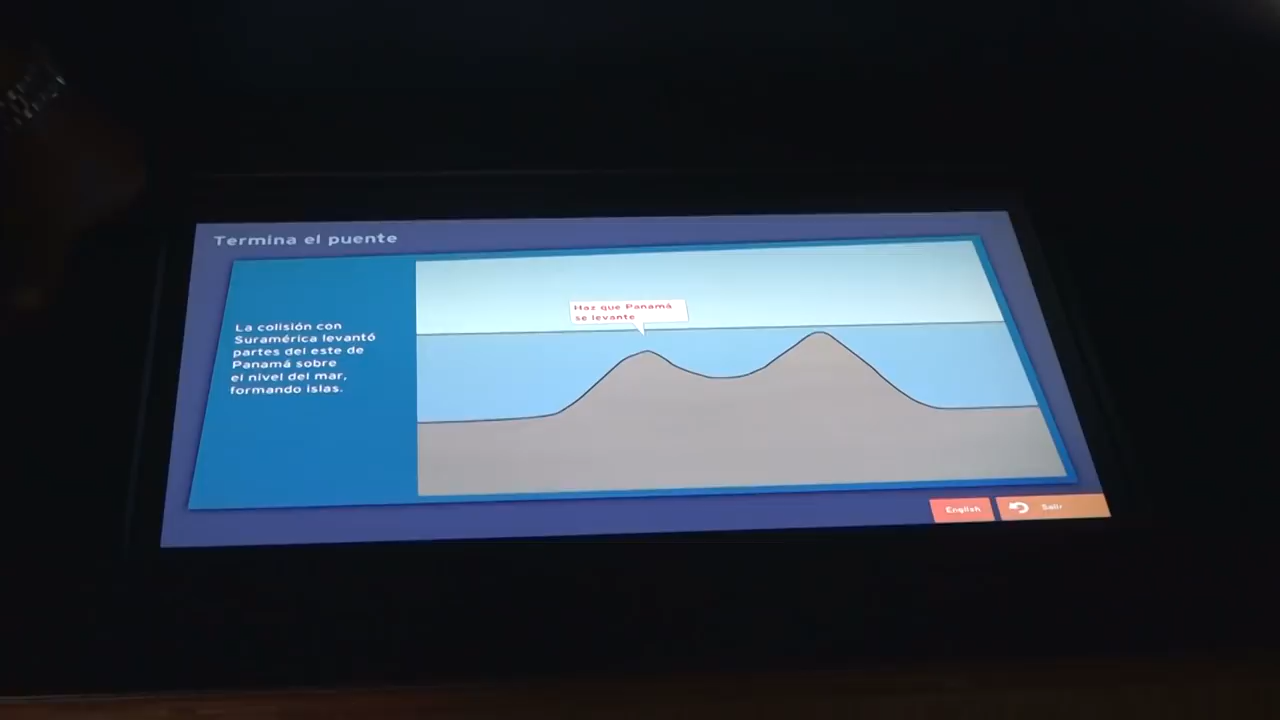 Termina el puente
La colisión con
Suramérica levantó
partes del este de
Panamá sobre
el nivel del mar,
formando islas.
Haz que Panamá
se levante
English
Salir